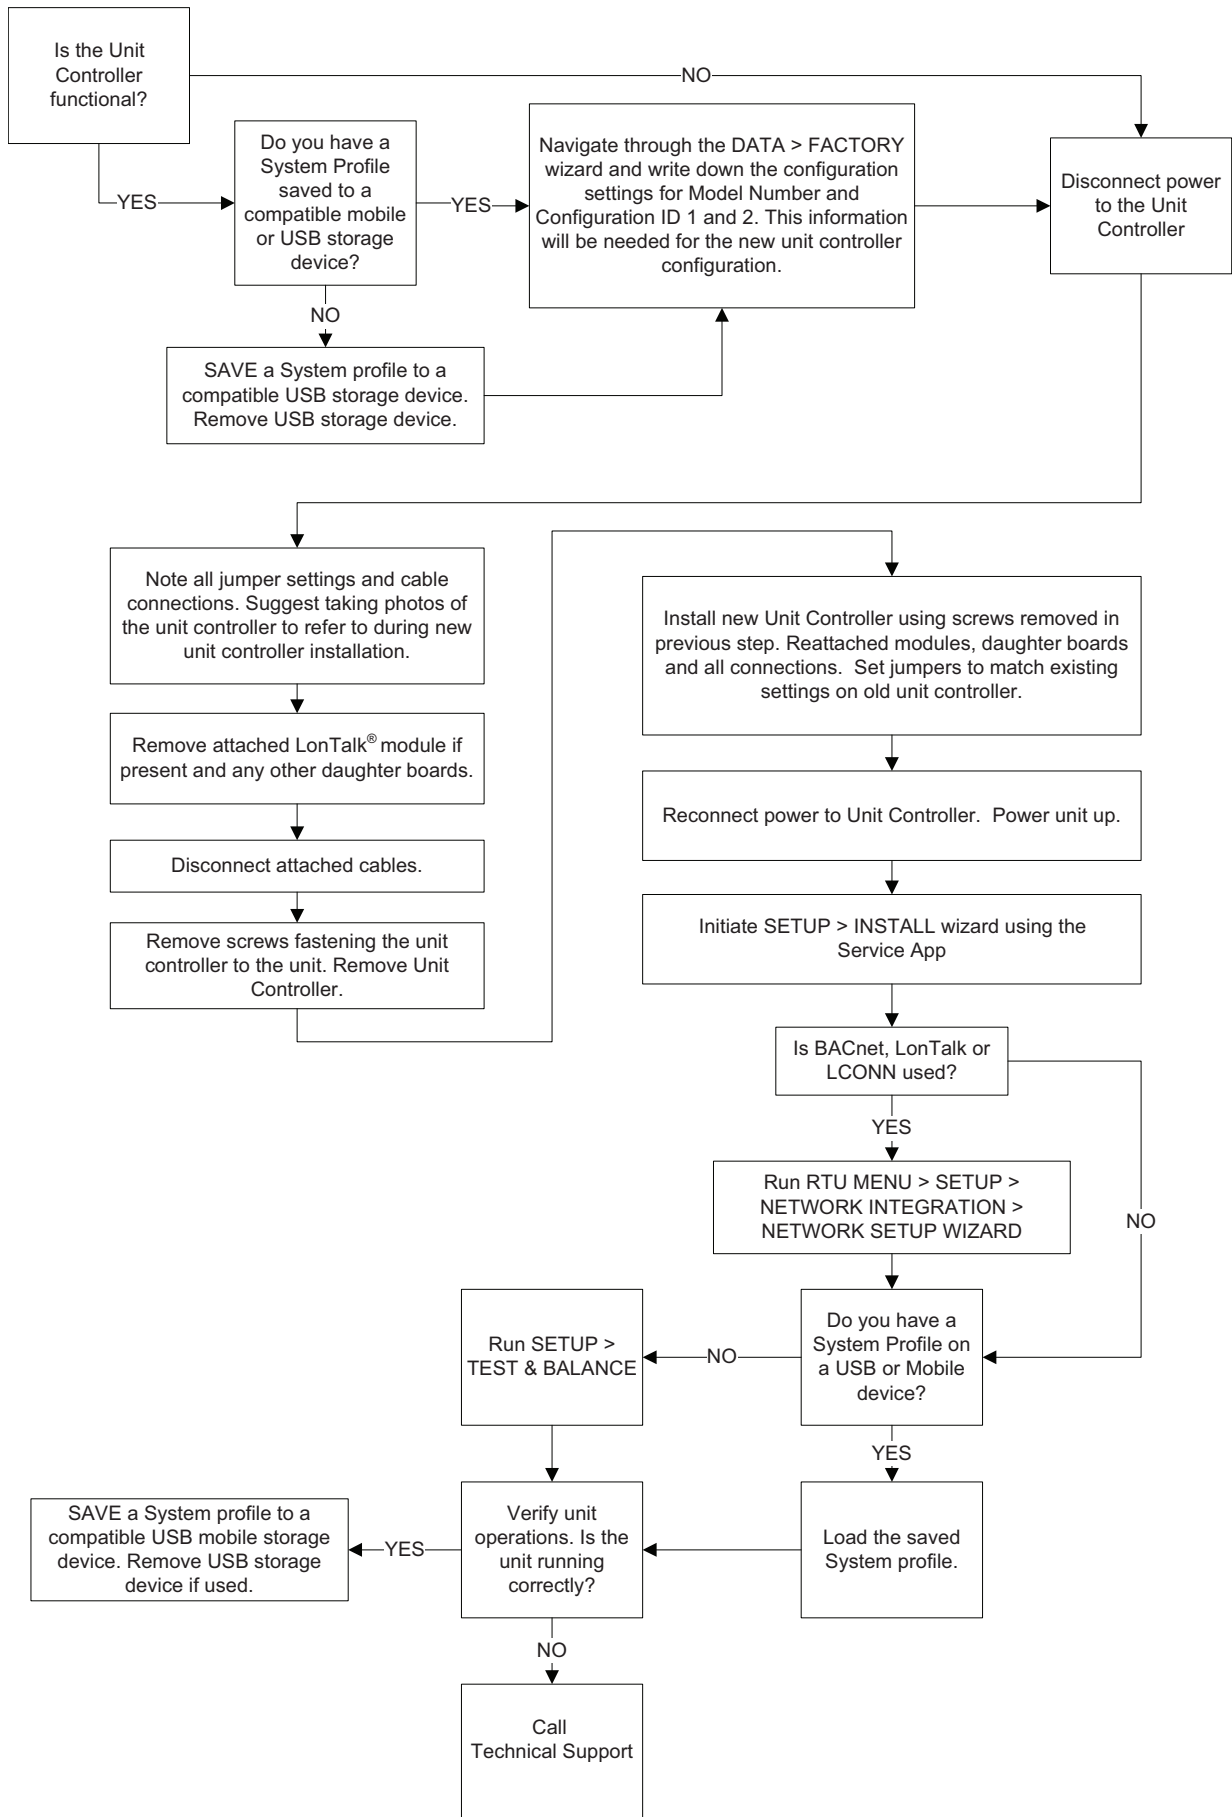 Is the Unit
Controller
functional?
NO
YES
Do you have a
System Profile
saved to a
compatible mobile
or USB storage
device?
YES
NO
Navigate through the DATA > FACTORY
wizard and write down the configuration
settings for Model Number and
Configuration ID 1 and 2. This information
will be needed for the new unit controller
configuration.
Disconnect power
to the Unit
Controller
SAVE a System profile to a
compatible USB storage device.
Remove USB storage device.
Note all jumper settings and cable
connections. Suggest taking photos of
the unit controller to refer to during new
unit controller installation.
Remove attached LonTalk® module if
present and any other daughter boards.
Disconnect attached cables.
Remove screws fastening the unit
controller to the unit. Remove Unit
Controller.
Install new Unit Controller using screws removed in
previous step. Reattached modules, daughter boards
and all connections. Set jumpers to match existing
settings on old unit controller.
Reconnect power to Unit Controller. Power unit up.
Initiate SETUP > INSTALL wizard using the
Service App
Is BACnet, LonTalk or
LCONN used?
YES
NO
Run RTU MENU > SETUP >
NETWORK INTEGRATION >
NETWORK SETUP WIZARD
Do you have a
System Profile on
a USB or Mobile
device?
NO
YES
Run SETUP >
TEST & BALANCE
Load the saved
System profile.
Verify unit
operations. Is the
unit running
correctly?
YES
NO
SAVE a System profile to a
compatible USB mobile storage
device. Remove USB storage
device if used.
Call
Technical Support